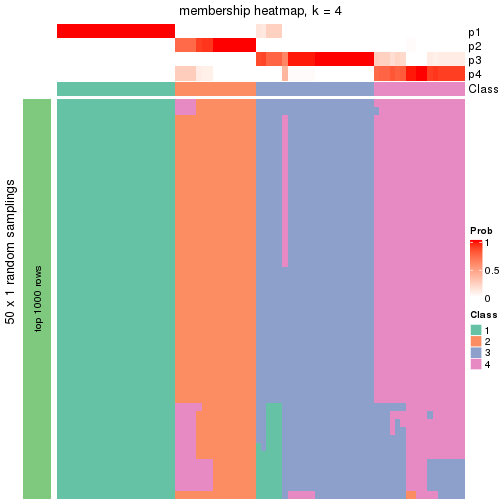 membership heatmap, k = 4
p1
p2
p3
p4
Class
50 x 1 random samplings
top 1000 rows
Prob
1
0.5
0
Class
1
2
3
4